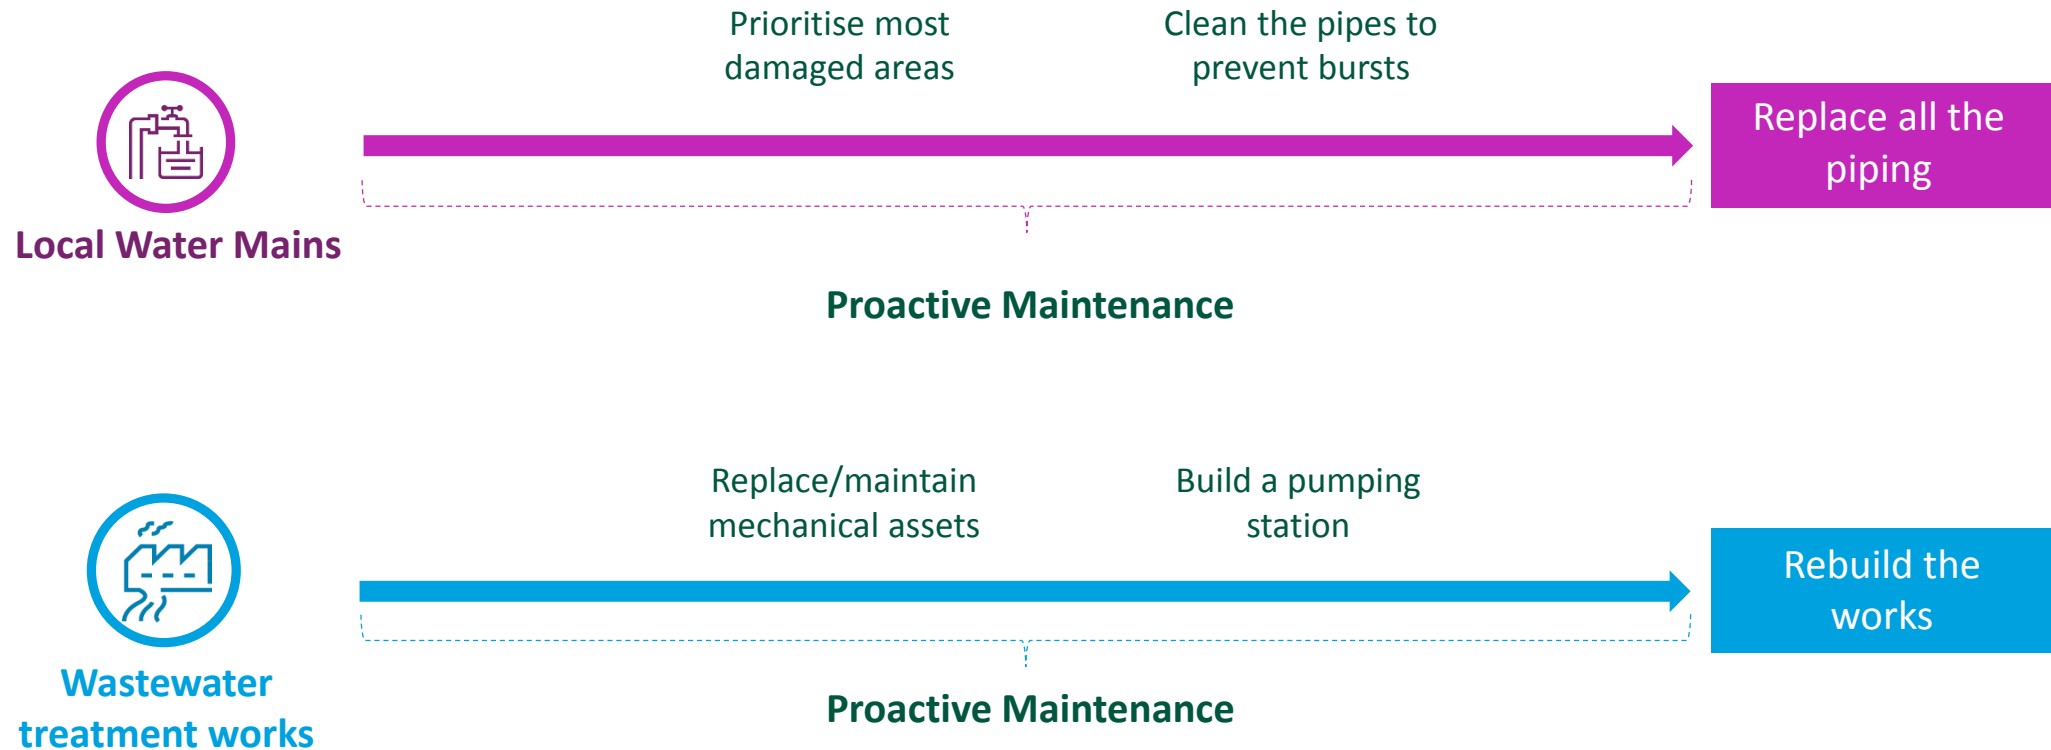 Prioritise most
damaged areas
Clean the pipes to
prevent bursts
Replace all the
piping
Local Water Mains
Proactive Maintenance
Replace/maintain
mechanical assets
Build a pumping
station
Rebuild the
works
Wastewater
treatment works
Proactive Maintenance